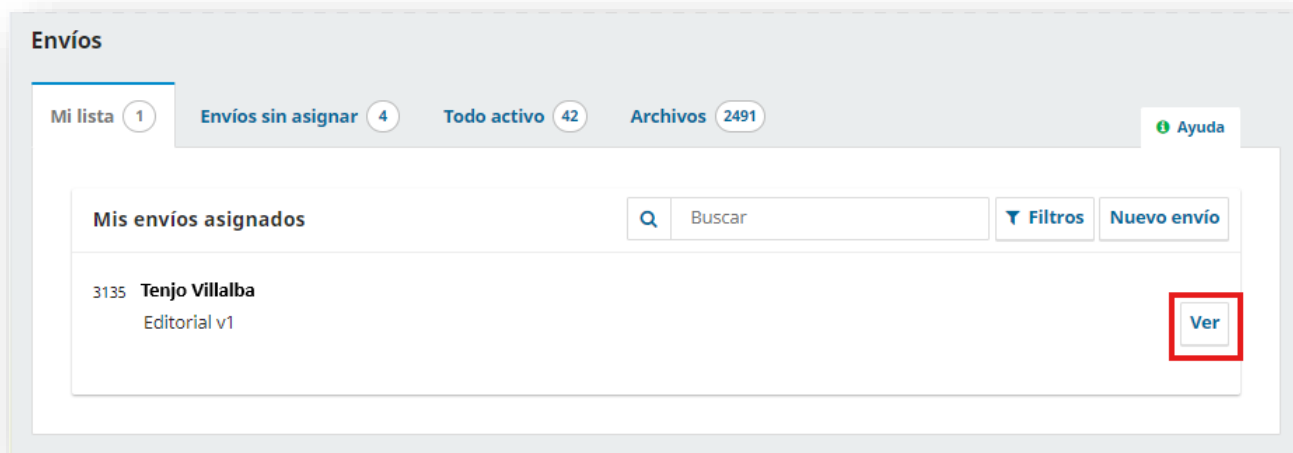 Envíos
Mi lista 1 Envíos sin asignar 4 Todo activo 42 Archivos 2491
Ayuda
Mis envíos asignados Buscar Filtros Nuevo envío
3135 Tenjo Villalba
Editorial v1
Ver